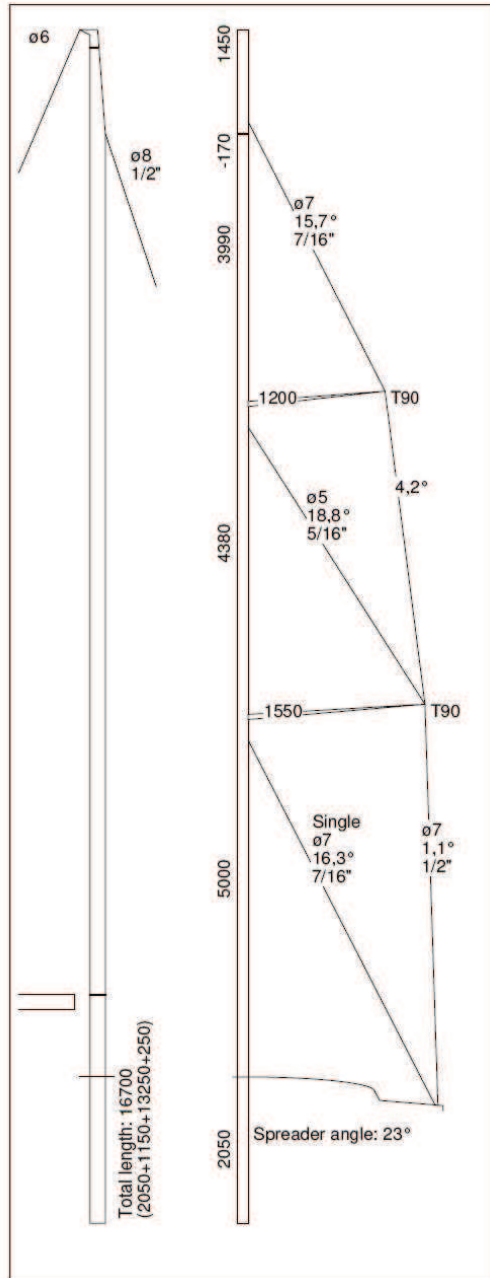 ø6
ø8
1/2"
1450
-170
3990
ø7
15,7°
7/16"
1200
T90
4,2°
ø5
18,8°
5/16"
4380
1550
T90
Single
ø7
16,3°
7/16"
ø7
1,1°
1/2"
5000
Total length: 16700
(2050+1150+13250+250)
2050
Spreader angle: 23°